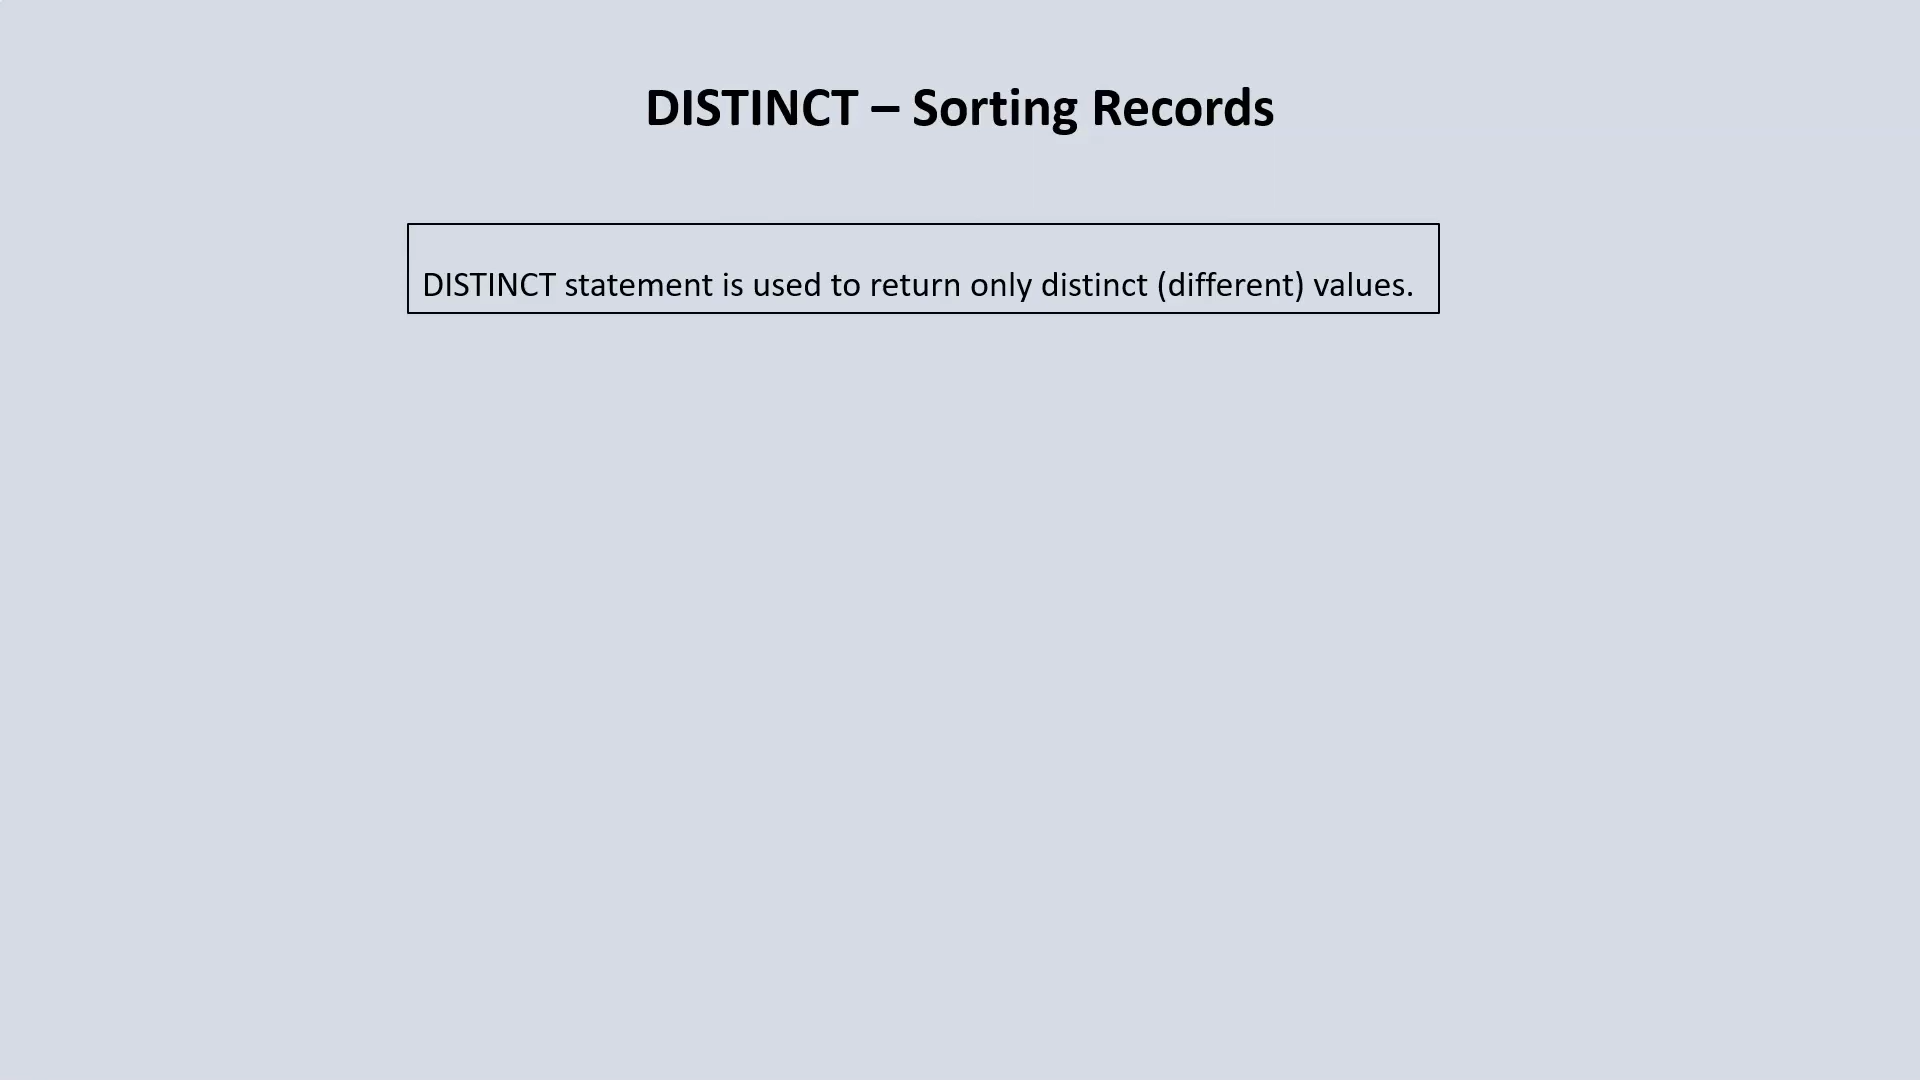 DISTINCT – Sorting Records
DISTINCT statement is used to return only distinct (different) values.